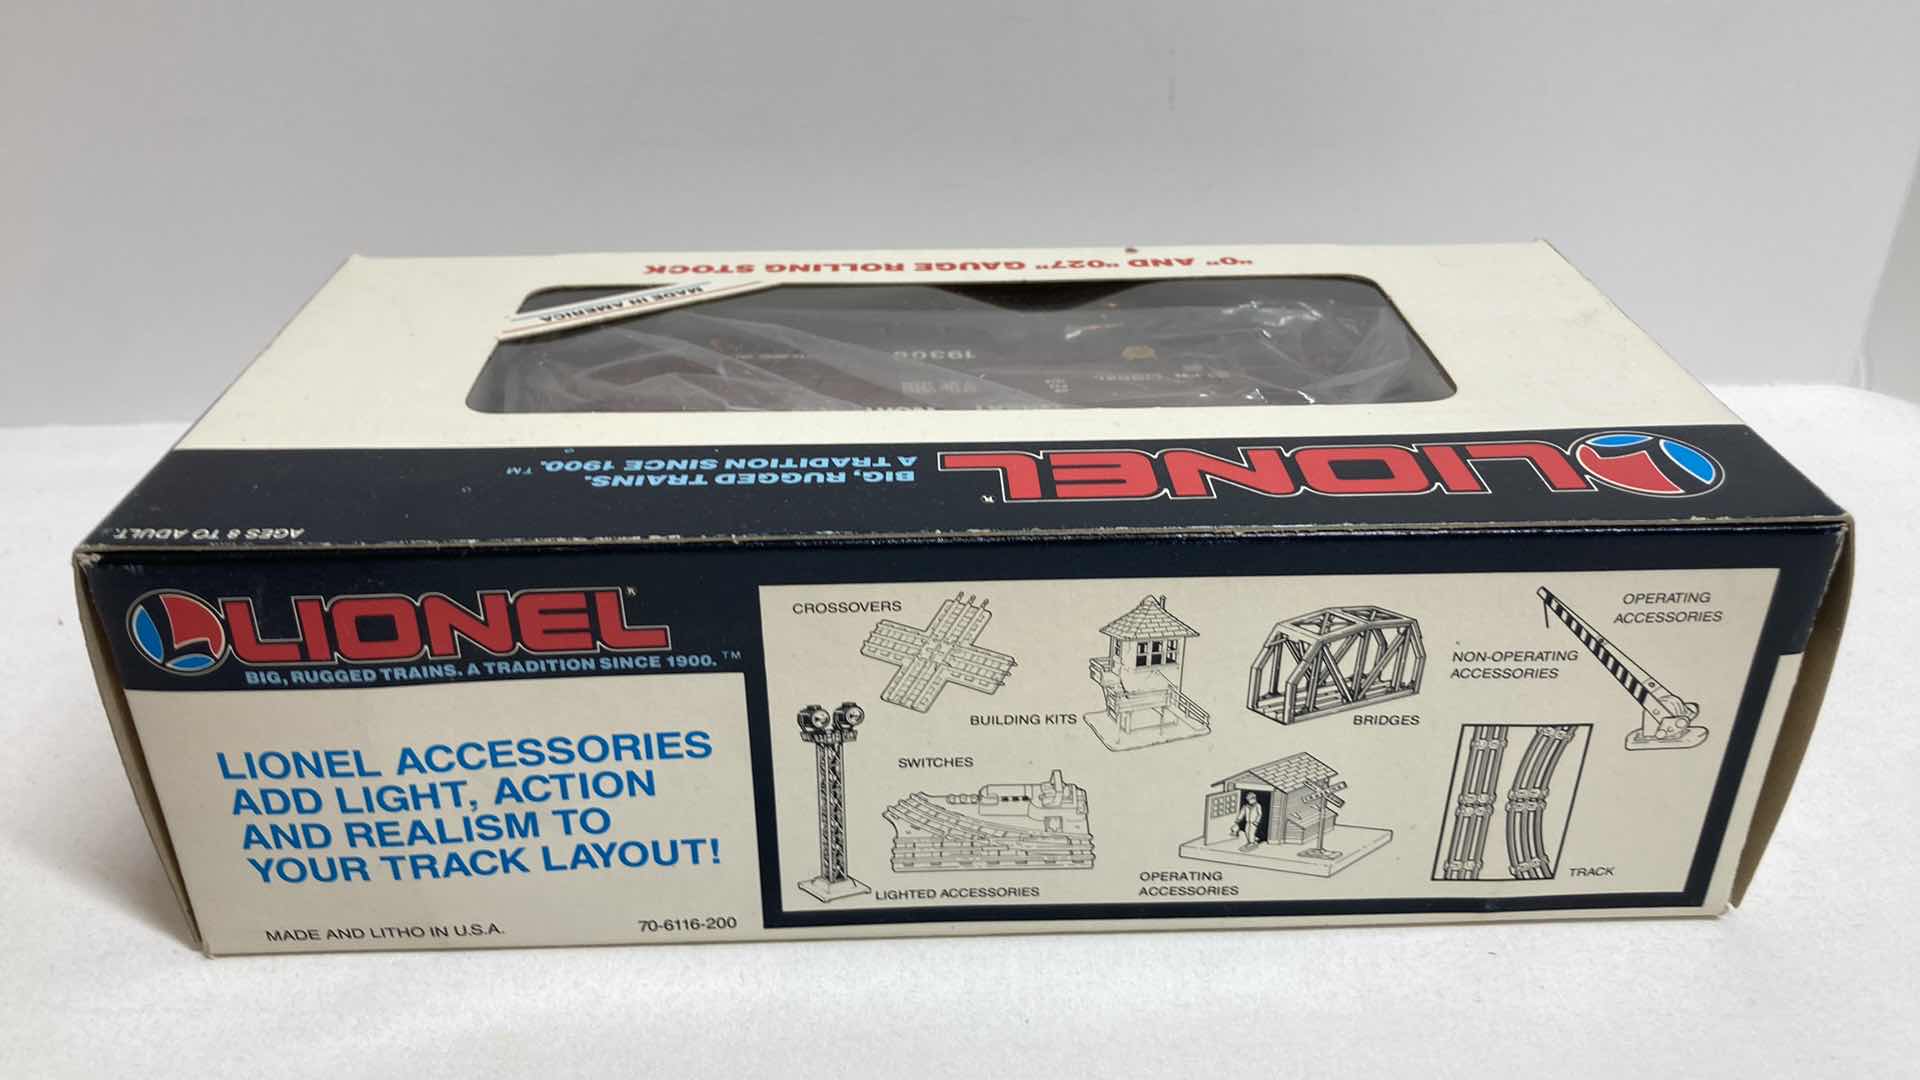 "O" AND "O27" GAUGE ROLLING STOCK
MADE IN AMERICA
LIONEL
BIG, RUGGED TRAINS.
A TRADITION SINCE 1900.™
AGES 8 TO ADULT.
LIONEL
BIG, RUGGED TRAINS. A TRADITION SINCE 1900.™
LIONEL ACCESSORIES
ADD LIGHT, ACTION
AND REALISM TO
YOUR TRACK LAYOUT!
MADE AND LITHO IN U.S.A.
70-6116-200
CROSSOVERS
BUILDING KITS
BRIDGES
NON-OPERATING
ACCESSORIES
OPERATING
ACCESSORIES
SWITCHES
LIGHTED ACCESSORIES
OPERATING
ACCESSORIES
TRACK